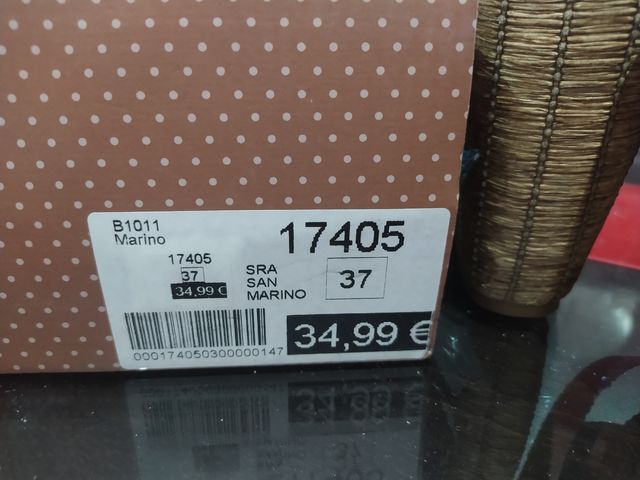 B1011
Marino
17405
37
34,99 €
SRA
SAN
MARINO
17405
37
34,99 €
000174050300000147